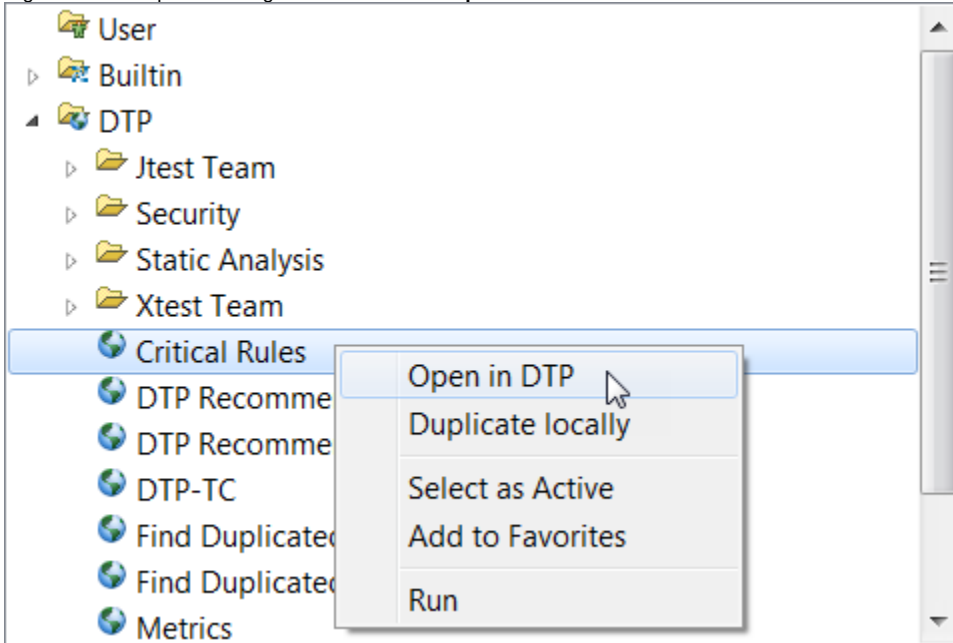 User
Builtin
DTP
Jtest Team
Security
Static Analysis
Xtest Team
Critical Rules
Open in DTP
DTP Recomme
Duplicate locally
DTP Recomme
DTP-TC
Select as Active
Find Duplicated
Add to Favorites
Find Duplicated
Run
Metrics